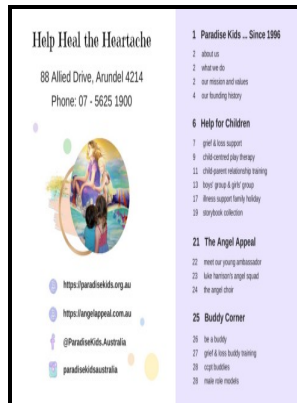 Help Heal the Heartache
88 Allied Drive, Arundel 4214
Phone: 07 - 5625 1900
https://paradisekids.org.au
https://angelappeal.com.au
@ParadiseKids.Australia
paradisekidsaustralia
1 Paradise Kids ... Since 1996
2 about us
2 what we do
2 our mission and values
4 our founding history
6 Help for Children
7 grief & loss support
9 child-centred play therapy
11 child-parent relationship training
13 boys' group & girls' group
17 illness support family holiday
19 storybook collection
21 The Angel Appeal
22 meet our young ambassador
23 luke harrison's angel squad
24 the angel choir
25 Buddy Corner
26 be a buddy
27 grief & loss buddy training
28 ccpt buddies
28 male role models